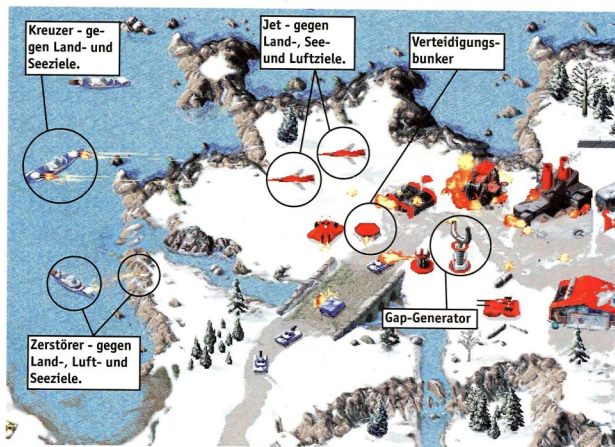 Kreuzer - ge-
gen Land- und
Seeziele.
Jet - gegen
Land-, See-
und Luftziele.
Verteidigungs-
bunker
Gap-Generator
Zerstörer - gegen
Land-, Luft- und
Seeziele.